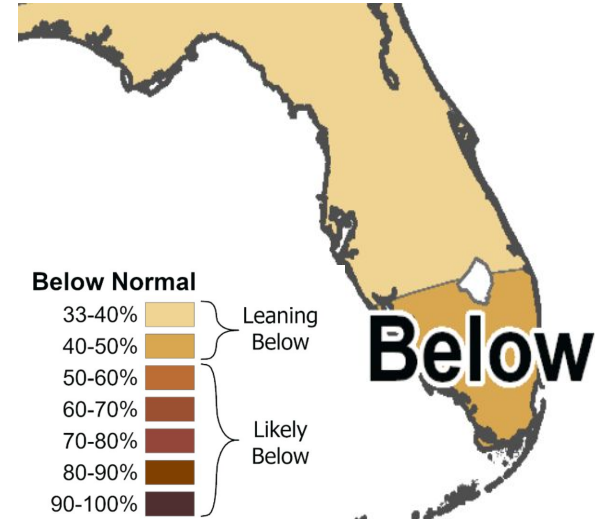 Below Normal
33-40%
40-50%
50-60%
60-70%
70-80%
80-90%
90-100%
Leaning
Below
Likely
Below
Below